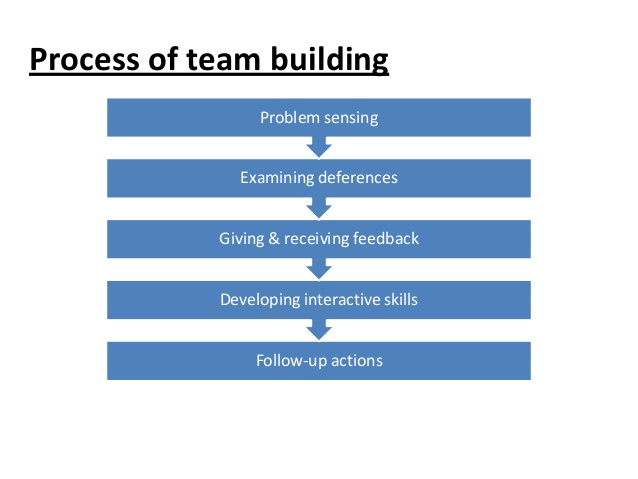 Process of team building
Problem sensing
Examining deferences
Giving & receiving feedback
Developing interactive skills
Follow-up actions